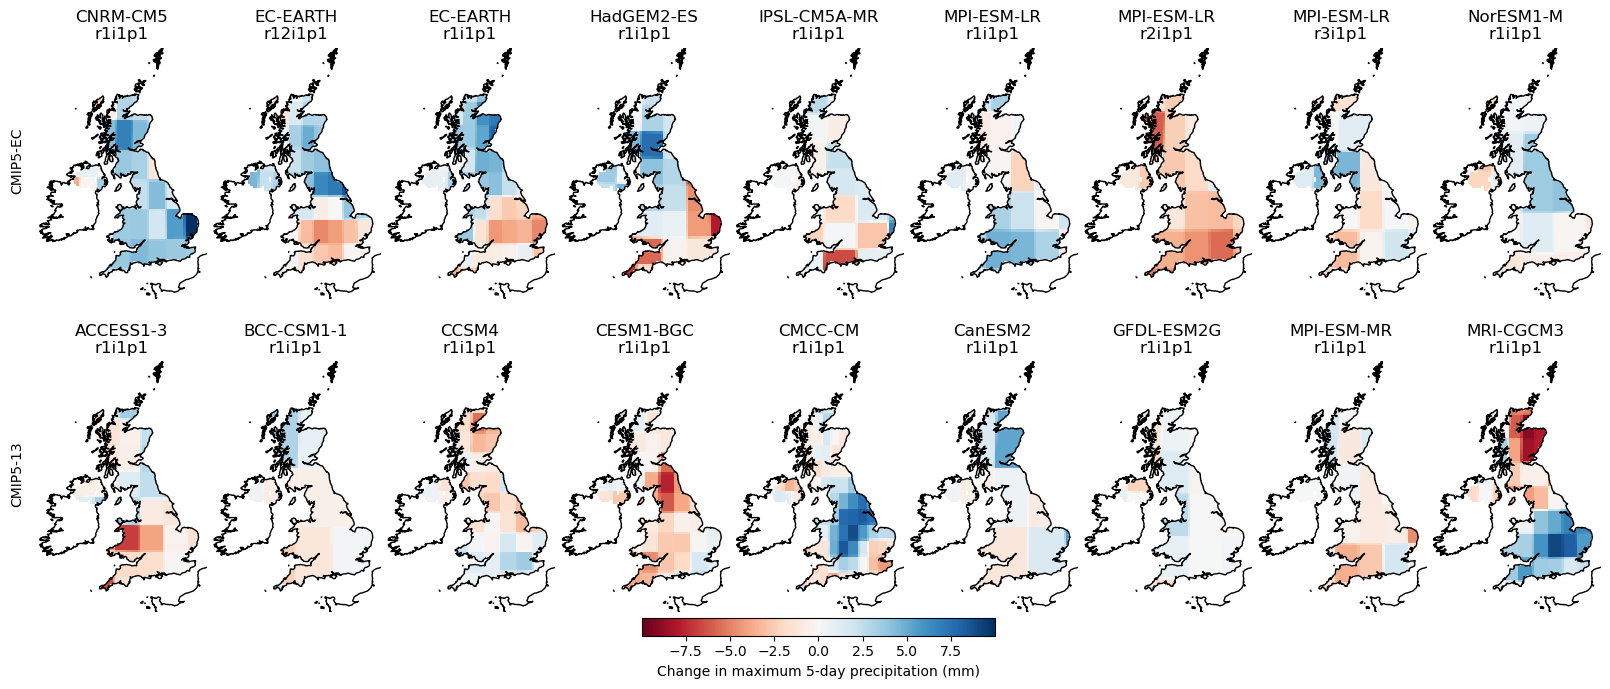 CNRM-CM5 EC-EARTH EC-EARTH HadGEM2-ES IPSL-CM5A-MR MPI-ESM-LR MPI-ESM-LR MPI-ESM-LR NorESM1-M
r1i1p1 r12i1p1 r1i1p1 r1i1p1 r1i1p1 r1i1p1 r2i1p1 r3i1p1 r1i1p1
CMIP5-EC
ACCESS1-3 BCC-CSM1-1 CCSM4 CESM1-BGC CMCC-CM CanESM2 GFDL-ESM2G MPI-ESM-MR MRI-CGCM3
r1i1p1 r1i1p1 r1i1p1 r1i1p1 r1i1p1 r1i1p1 r1i1p1 r1i1p1 r1i1p1
CMIP5-13
−7.5 −5.0 −2.5 0.0 2.5 5.0 7.5
Change in maximum 5-day precipitation (mm)